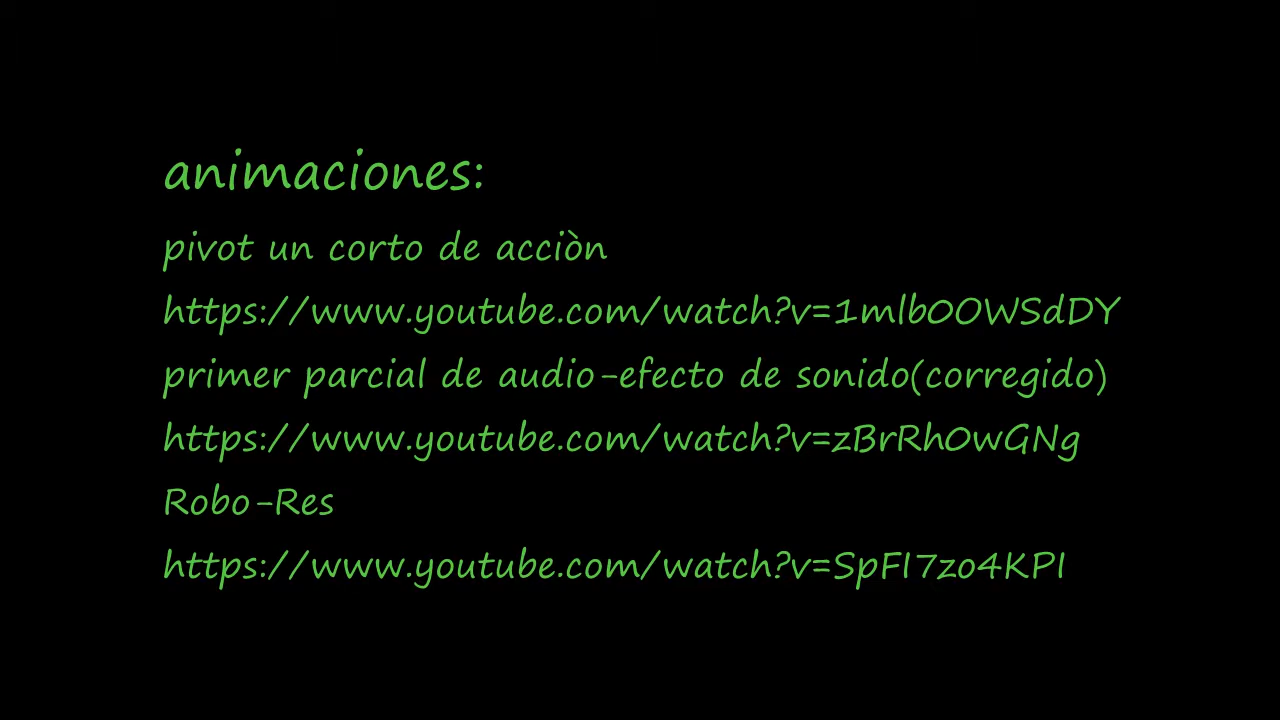 animaciones:
pivot un corto de acciòn
https://www.youtube.com/watch?v=1mlbOOWSdDY
primer parcial de audio-efecto de sonido(corregido)
https://www.youtube.com/watch?v=zBrRhOwGNg
Robo-Res
https://www.youtube.com/watch?v=SpFI7zo4KPI